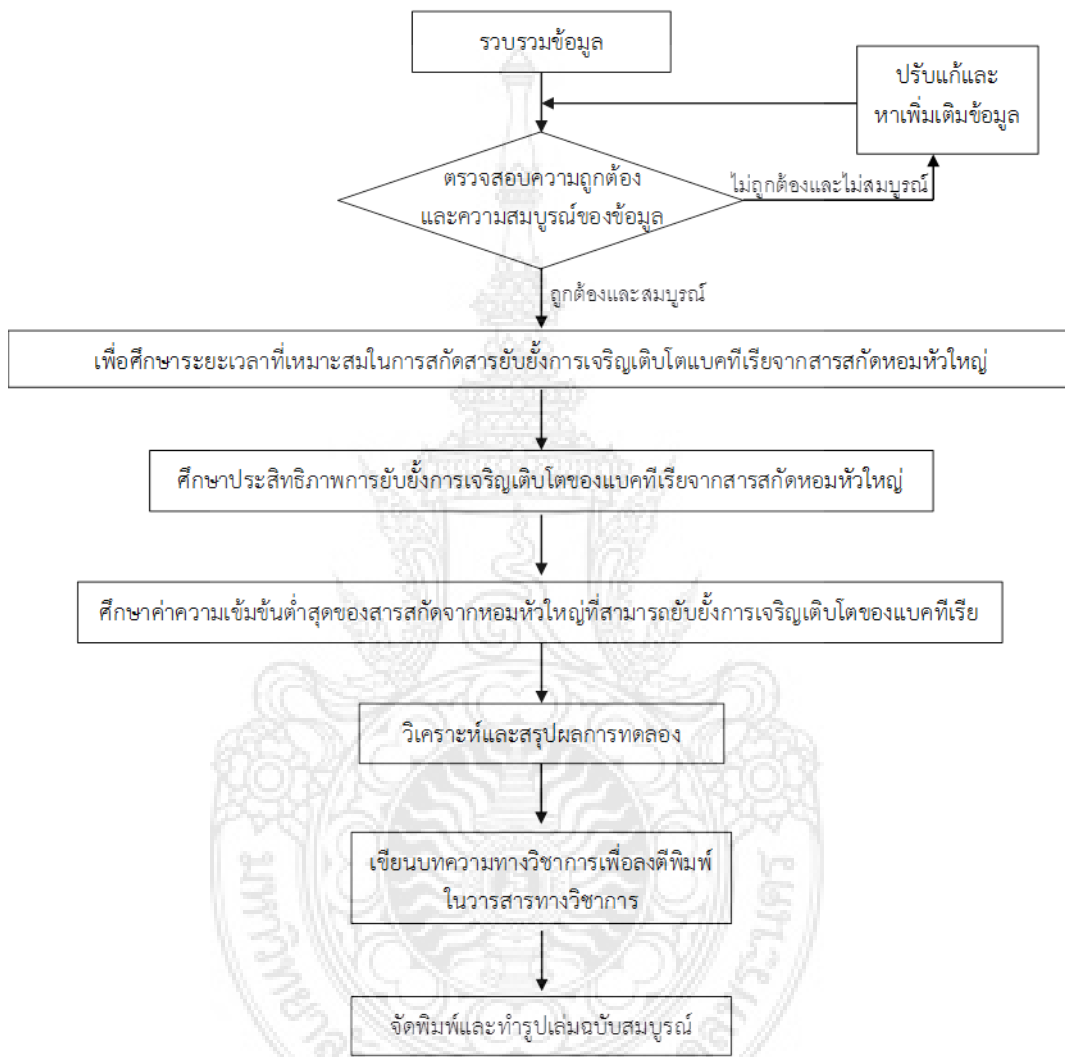 รวบรวมข้อมูล
ปรับแก้และ
หาเพิ่มเติมข้อมูล
ตรวจสอบความถูกต้อง
และความสมบูรณ์ของข้อมูล
ไม่ถูกต้องและไม่สมบูรณ์
ถูกต้องและสมบูรณ์
เพื่อศึกษาระยะเวลาที่เหมาะสมในการสกัดสารยับยั้งการเจริญเติบโตแบคทีเรียจากสารสกัดหอมหัวใหญ่
ศึกษาประสิทธิภาพการยับยั้งการเจริญเติบโตของแบคทีเรียจากสารสกัดหอมหัวใหญ่
ศึกษาค่าความเข้มข้นต่ำสุดของสารสกัดจากหอมหัวใหญ่ที่สามารถยับยั้งการเจริญเติบโตของแบคทีเรีย
วิเคราะห์และสรุปผลการทดลอง
เขียนบทความทางวิชาการเพื่อลงตีพิมพ์
ในวารสารทางวิชาการ
จัดพิมพ์และทำรูปเล่มฉบับสมบูรณ์